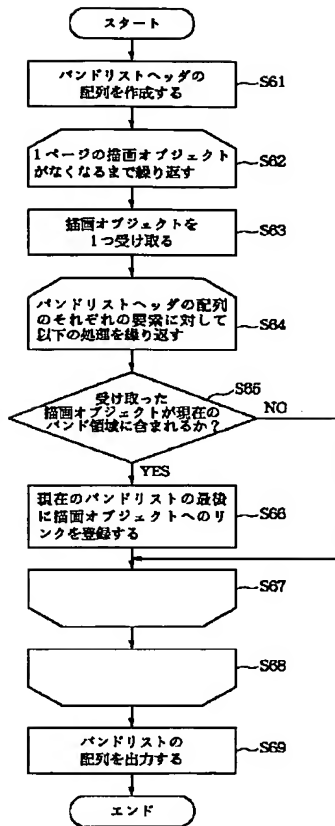 スタート
バンドリストヘッダの
配列を作成する
S61
1ページの描画オブジェクト
がなくなるまで繰り返す
S62
描画オブジェクトを
1つ受け取る
S63
バンドリストヘッダの配列
のそれぞれの要素に対して
以下の処理を繰り返す
S64
受け取った
描画オブジェクトが現在の
バンド領域に含まれるか?
S65
NO
YES
現在のバンドリストの最後
に描画オブジェクトへのリ
ンクを登録する
S66
S67
S68
バンドリストの
配列を出力する
S69
エンド